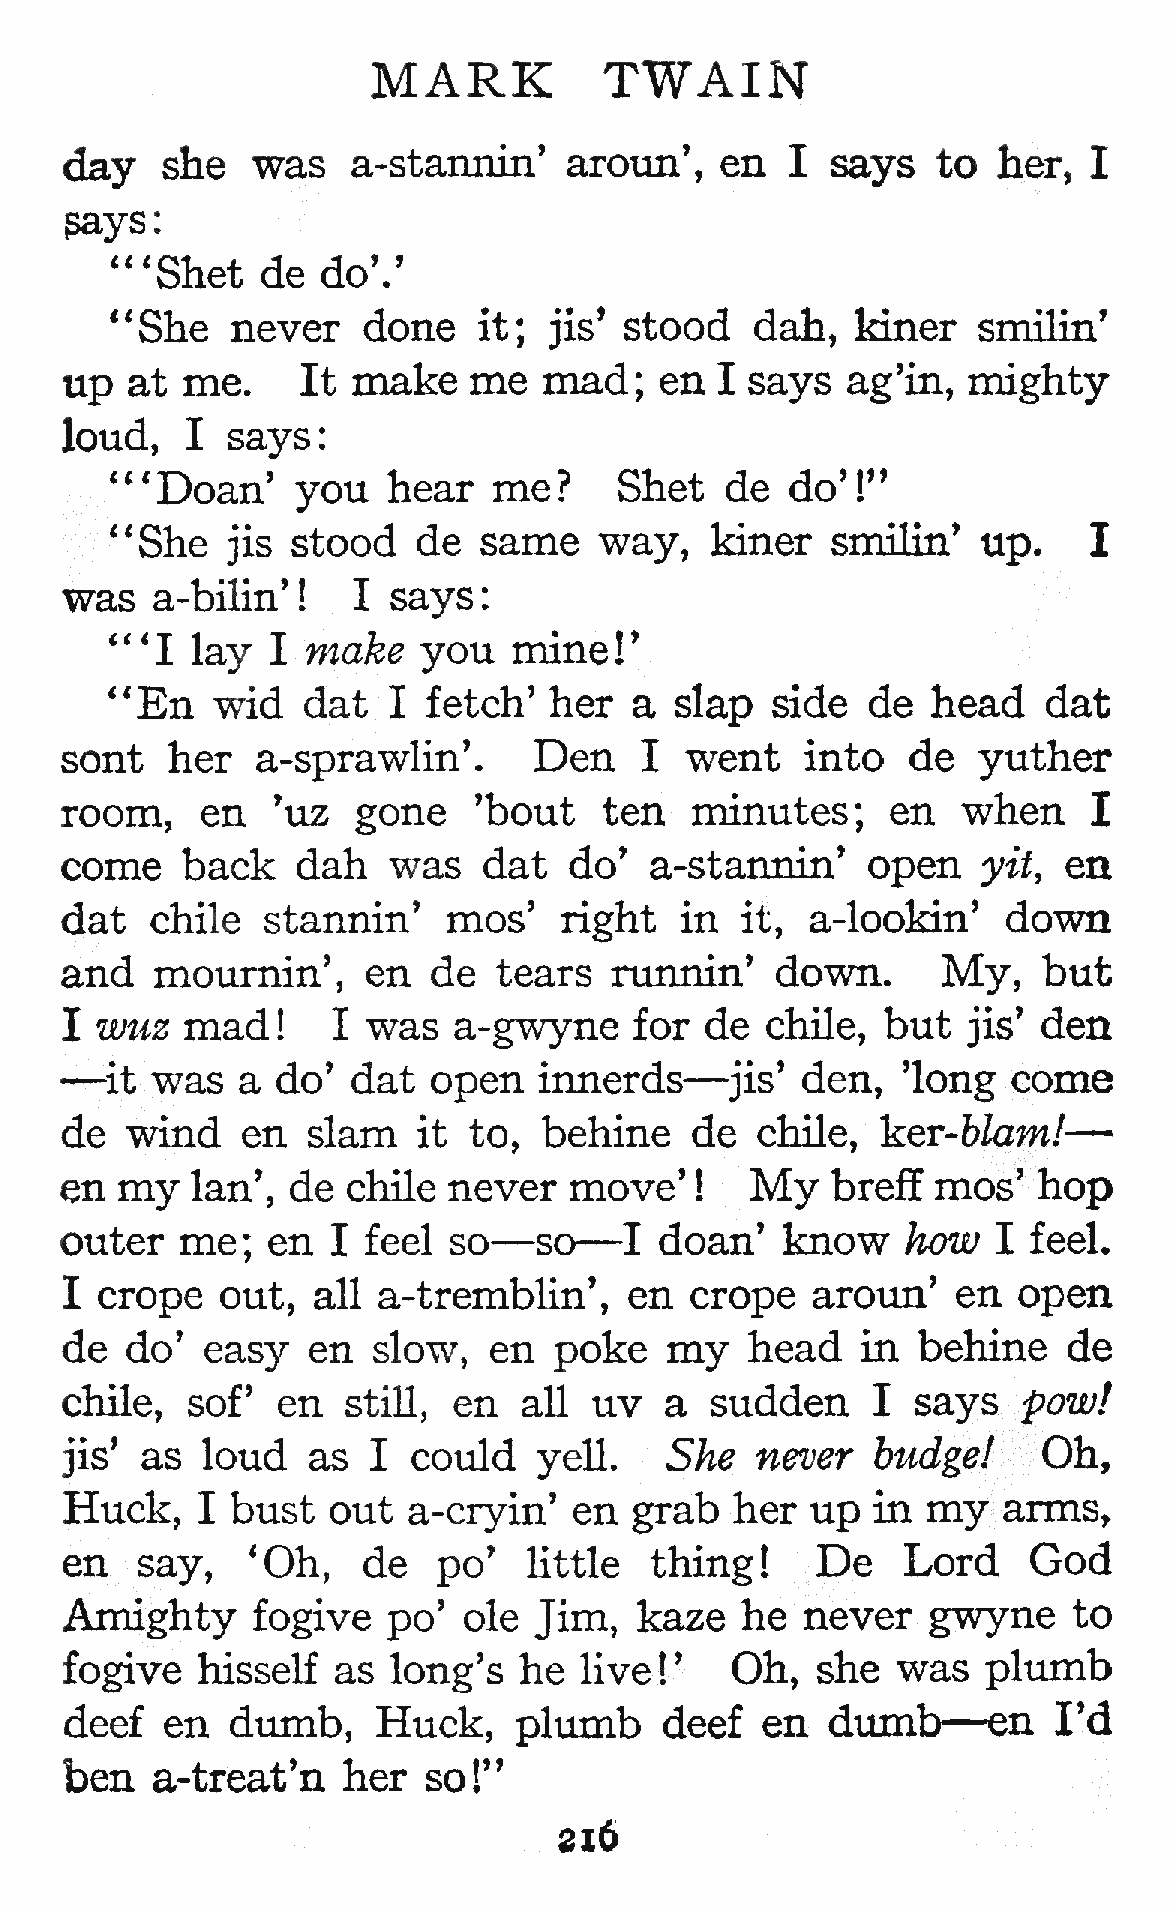 MARK TWAIN
day she was a-stannin’ aroun’, en I says to her, I
says:
“‘Shet de do’.’
“She never done it; jis’ stood dah, kiner smilin’
up at me. It make me mad; en I says ag’in, mighty
loud, I says:
“‘Doan’ you hear me? Shet de do’!”
“She jis stood de same way, kiner smilin’ up. I
was a-bilin’! I says:
“‘I lay I make you mine!’
“En wid dat I fetch’ her a slap side de head dat
sont her a-sprawlin’. Den I went into de yuther
room, en ’uz gone ’bout ten minutes; en when I
come back dah was dat do’ a-stannin’ open yit, en
dat chile stannin’ mos’ right in it, a-lookin’ down
and mournin’, en de tears runnin’ down. My, but
I wuz mad! I was a-gwyne for de chile, but jis’ den
—it was a do’ dat open innerds—jis’ den, ’long come
de wind en slam it to, behine de chile, ker-blam!—
en my lan’, de chile never move’! My breff mos’ hop
outer me; en I feel so—so—I doan’ know how I feel.
I crope out, all a-tremblin’, en crope aroun’ en open
de do’ easy en slow, en poke my head in behine de
chile, sof’ en still, en all uv a sudden I says pow!
jis’ as loud as I could yell. She never budge! Oh,
Huck, I bust out a-cryin’ en grab her up in my arms,
en say, ‘Oh, de po’ little thing! De Lord God
Amighty fogive po’ ole Jim, kaze he never gwyne to
fogive hisself as long’s he live!’ Oh, she was plumb
deef en dumb, Huck, plumb deef en dumb—en I’d
ben a-treat’n her so!”
216